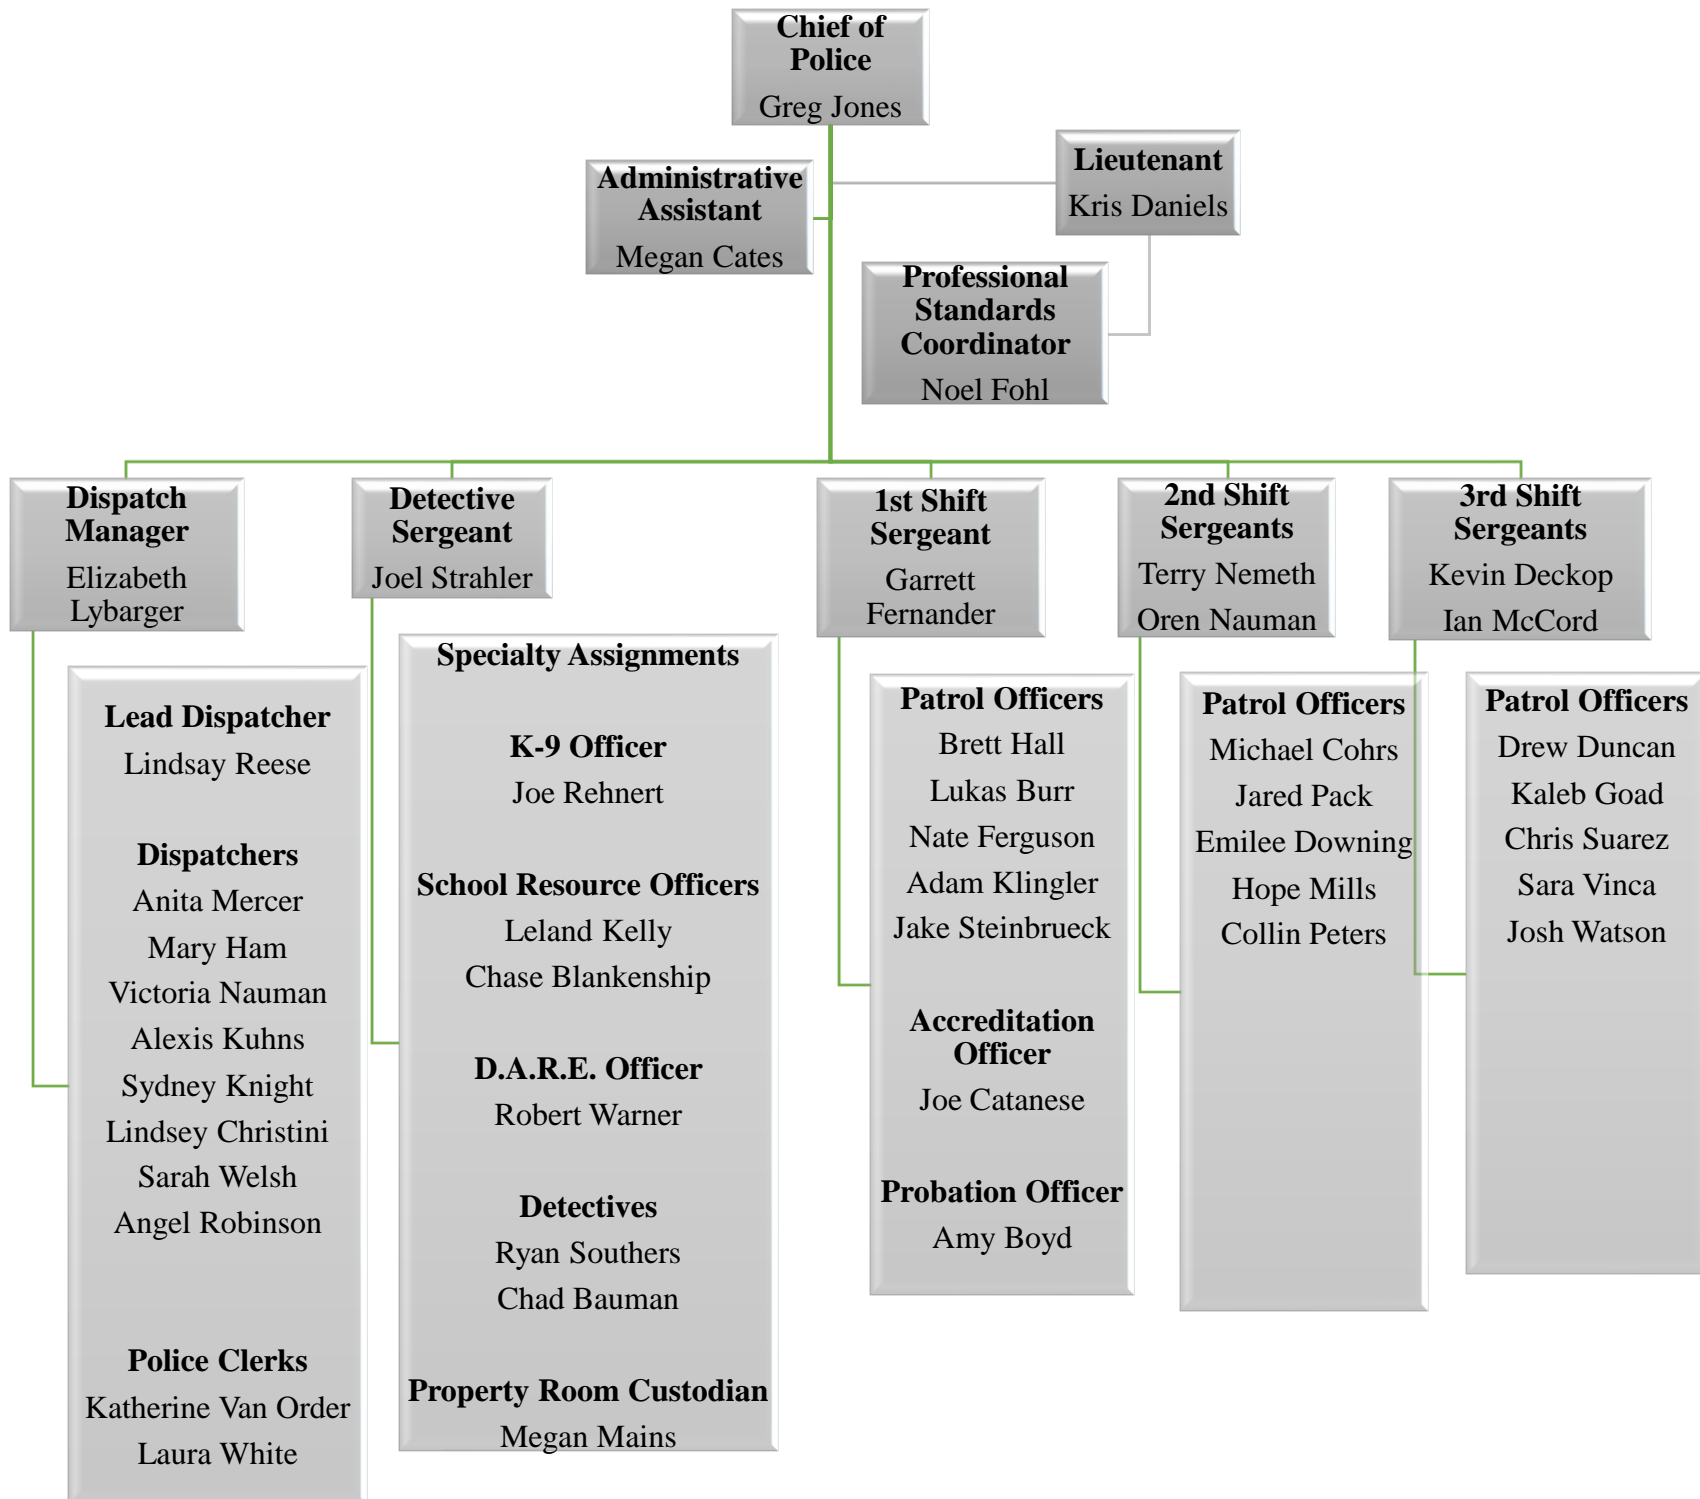 Chief of
Police
Greg Jones
Administrative
Assistant
Megan Cates
Lieutenant
Kris Daniels
Professional
Standards
Coordinator
Noel Fohl
Dispatch
Manager
Elizabeth
Lybarger
Lead Dispatcher
Lindsay Reese
Dispatchers
Anita Mercer
Mary Ham
Victoria Nauman
Alexis Kuhns
Sydney Knight
Lindsey Christini
Sarah Welsh
Angel Robinson
Police Clerks
Katherine Van Order
Laura White
Detective
Sergeant
Joel Strahler
Specialty Assignments
K-9 Officer
Joe Rehnert
School Resource Officers
Leland Kelly
Chase Blankenship
D.A.R.E. Officer
Robert Warner
Detectives
Ryan Southers
Chad Bauman
Property Room Custodian
Megan Mains
1st Shift
Sergeant
Garrett
Fernander
Patrol Officers
Brett Hall
Lukas Burr
Nate Ferguson
Adam Klingler
Jake Steinbrueck
Accreditation
Officer
Joe Catanese
Probation Officer
Amy Boyd
2nd Shift
Sergeants
Terry Nemeth
Oren Nauman
Patrol Officers
Michael Cohrs
Jared Pack
Emilee Downing
Hope Mills
Collin Peters
3rd Shift
Sergeants
Kevin Deckop
Ian McCord
Patrol Officers
Drew Duncan
Kaleb Goad
Chris Suarez
Sara Vinca
Josh Watson